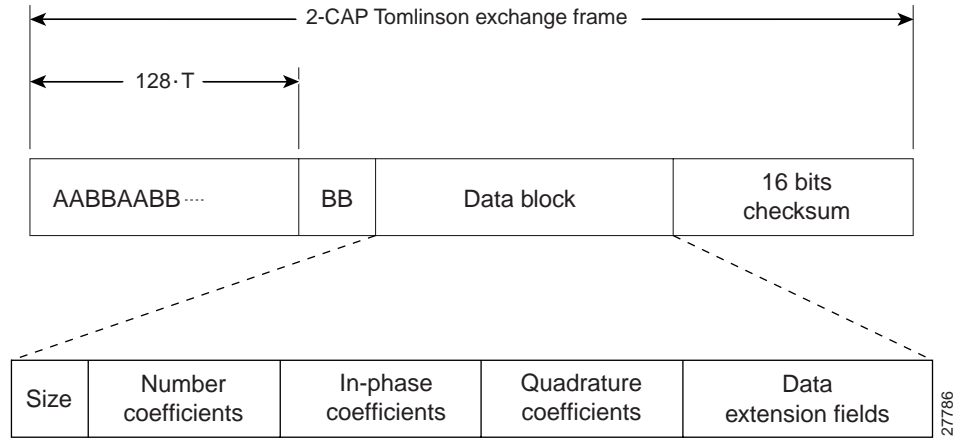 2-CAP Tomlinson exchange frame
128·T
AABBAABB ····
BB
Data block
16 bits
checksum
Size
Number
coefficients
In-phase
coefficients
Quadrature
coefficients
Data
extension fields
27786